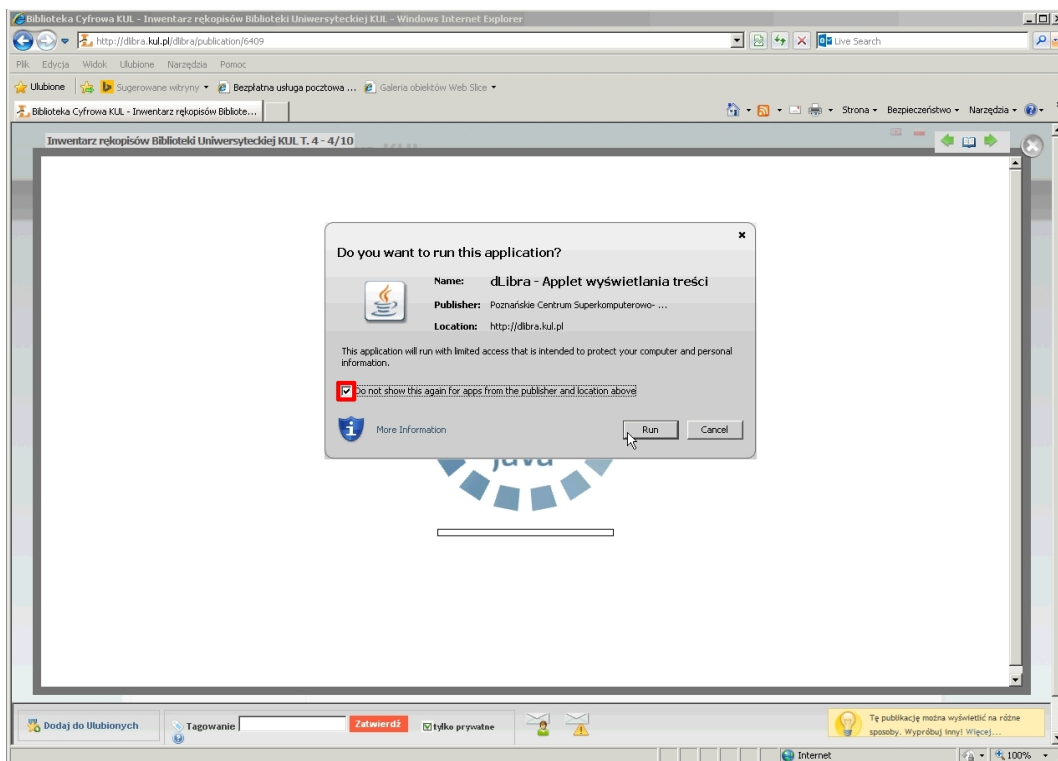 Biblioteka Cyfrowa KUL - Inwentarz rękopisów Biblioteki Uniwersyteckiej KUL - Windows Internet Explorer
http://dlibra.kul.pl/dlibra/publication/6409
Live Search
Plik Edycja Widok Ulubione Narzędzia Pomoc
Ulubione Sugerowane witryny Bezpłatna usługa pocztowa ... Galeria obiektów Web Slice
Biblioteka Cyfrowa KUL - Inwentarz rękopisów Bibliote...
Strona Bezpieczeństwo Narzędzia
Inwentarz rękopisów Biblioteki Uniwersyteckiej KUL T. 4 - 4/10
Do you want to run this application?
Name: dLibra - Applet wyświetlania treści
Publisher: Poznańskie Centrum Superkomputerowo- ...
Location: http://dlibra.kul.pl
This application will run with limited access that is intended to protect your computer and personal
information.
Do not show this again for apps from the publisher and location above
More Information
Run Cancel
java
Dodaj do Ulubionych Tagowanie Zatwierdź tylko prywatne
Tę publikację można wyświetlić na różne
sposoby. Wypróbuj inny! Więcej...
Internet 100%